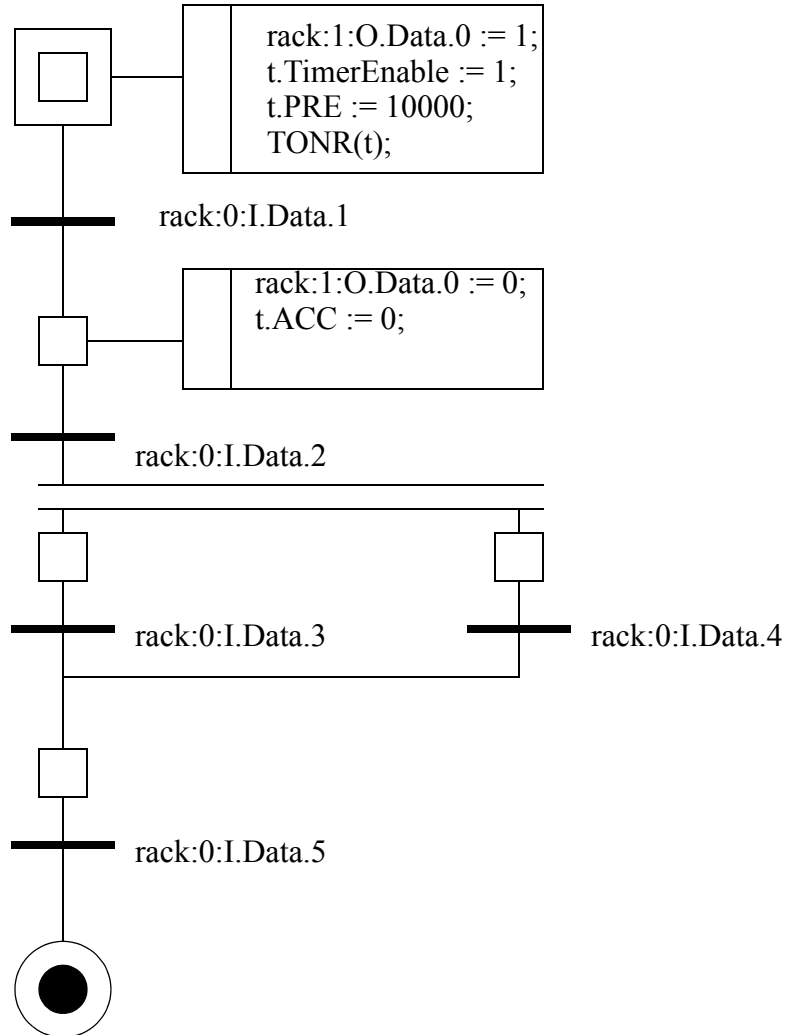 rack:1:O.Data.0 := 1;
t.TimerEnable := 1;
t.PRE := 10000;
TONR(t);
rack:0:I.Data.1
rack:1:O.Data.0 := 0;
t.ACC := 0;
rack:0:I.Data.2
rack:0:I.Data.3
rack:0:I.Data.4
rack:0:I.Data.5